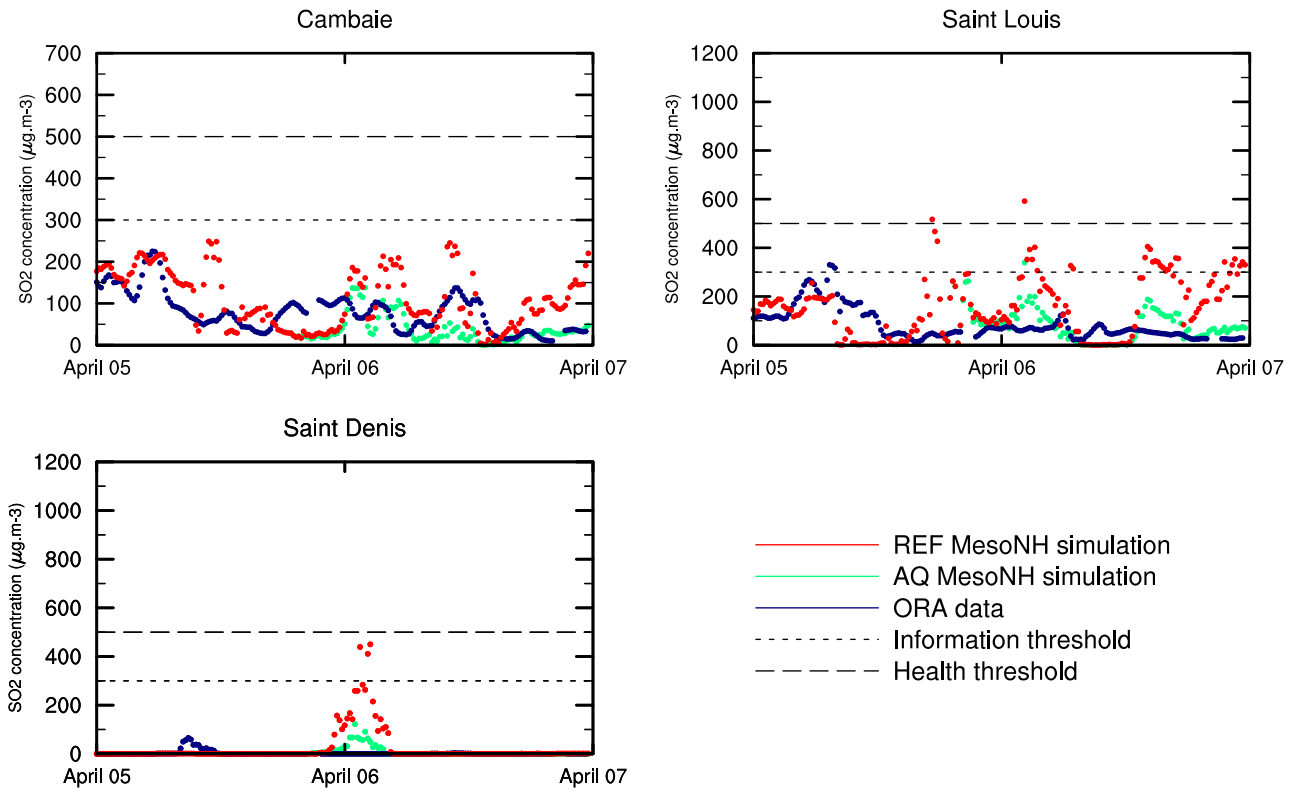 Cambaie
SO2 concentration (μg.m-3)
700
600
500
400
300
200
100
0
April 05
April 06
April 07
Saint Louis
SO2 concentration (μg.m-3)
1200
1000
800
600
400
200
0
April 05
April 06
April 07
Saint Denis
SO2 concentration (μg.m-3)
1200
1000
800
600
400
200
0
April 05
April 06
April 07
REF MesoNH simulation
AQ MesoNH simulation
ORA data
Information threshold
Health threshold